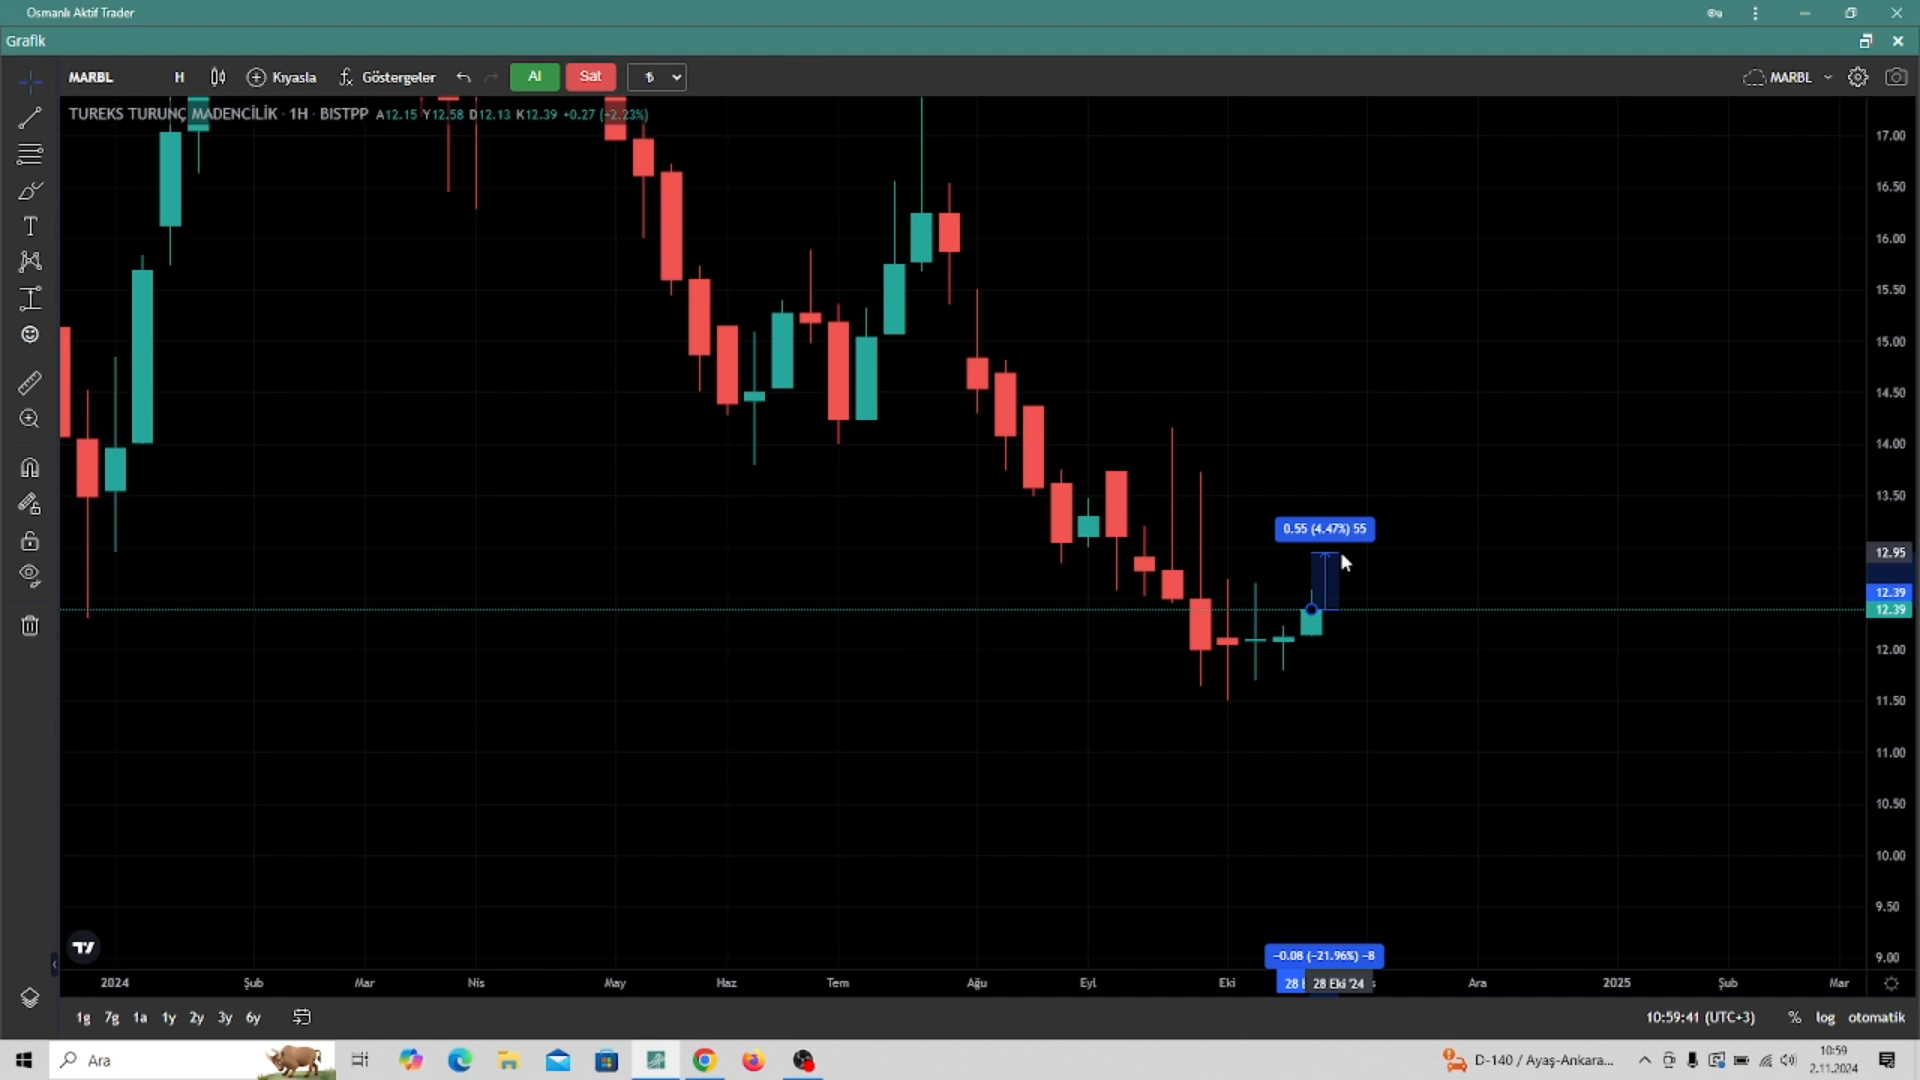 Osmanlı Aktif Trader
Grafik
MARBL H Kıyasla Göstergeler Al Sat ₺ MARBL
TUREKS TURUNÇ MADENCİLİK · 1H · BISTPP A12.15 Y12.58 D12.13 K12.39 +0.27 (+2.23%)
17.00
16.50
16.00
15.50
15.00
14.50
14.00
13.50
0.55 (4.47%) 55
12.95
12.39
12.39
12.00
11.50
11.00
10.50
10.00
9.50
9.00
−0.08 (−21.96%) −8
2024 Şub Mar Nis May Haz Tem Ağu Eyl Eki 28 E 28 Eki '24 s Ara 2025 Şub Mar
1g 7g 1a 1y 2y 3y 6y 10:59:41 (UTC+3) % log otomatik
Ara D-140 / Ayaş-Ankara... 10:59
2.11.2024